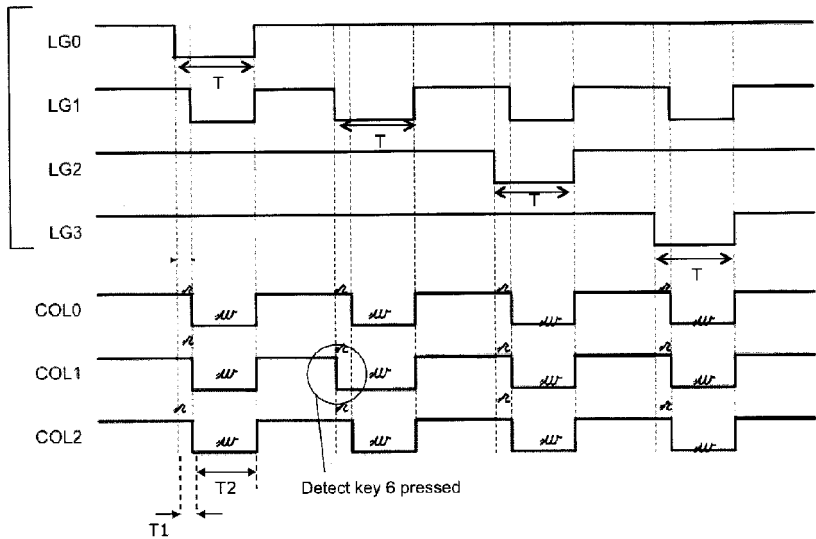 LG0
T
LG1
T
LG2
T
LG3
T
r r r r
COL0
w w w w
r r r r
COL1
w w w w
r r r r
COL2
w w w w
T2
Detect key 6 pressed
T1